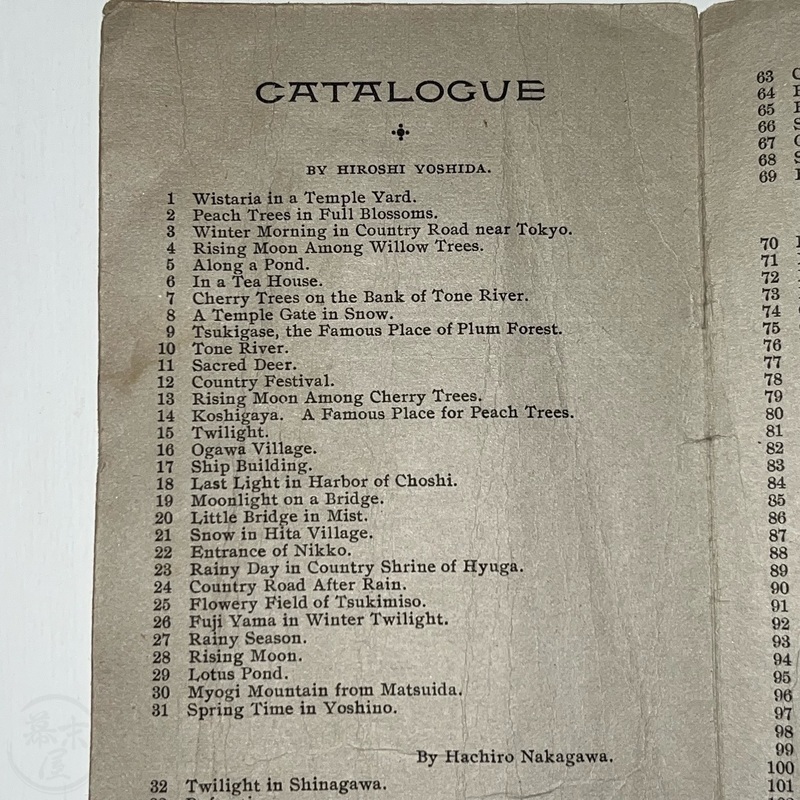 CATALOGUE
BY HIROSHI YOSHIDA.
1 Wistaria in a Temple Yard.
2 Peach Trees in Full Blossoms.
3 Winter Morning in Country Road near Tokyo.
4 Rising Moon Among Willow Trees.
5 Along a Pond.
6 In a Tea House.
7 Cherry Trees on the Bank of Tone River.
8 A Temple Gate in Snow.
9 Tsukigase, the Famous Place of Plum Forest.
10 Tone River.
11 Sacred Deer.
12 Country Festival.
13 Rising Moon Among Cherry Trees.
14 Koshigaya. A Famous Place for Peach Trees.
15 Twilight.
16 Ogawa Village.
17 Ship Building.
18 Last Light in Harbor of Choshi.
19 Moonlight on a Bridge.
20 Little Bridge in Mist.
21 Snow in Hita Village.
22 Entrance of Nikko.
23 Rainy Day in Country Shrine of Hyuga.
24 Country Road After Rain.
25 Flowery Field of Tsukimiso.
26 Fuji Yama in Winter Twilight.
27 Rainy Season.
28 Rising Moon.
29 Lotus Pond.
30 Myogi Mountain from Matsuida.
31 Spring Time in Yoshino.
By Hachiro Nakagawa.
32 Twilight in Shinagawa.
63
64
65
66
67
68
69
70
71
72
73
74
75
76
77
78
79
80
81
82
83
84
85
86
87
88
89
90
91
92
93
94
95
96
97
98
99
100
101
幕末屋